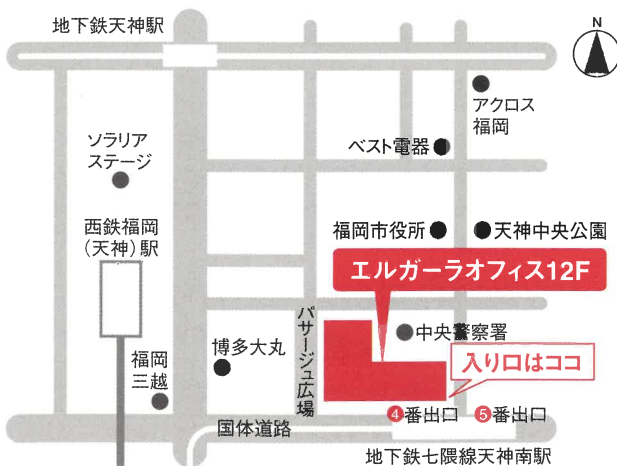 地下鉄天神駅
N
アクロス
福岡
ソラリア
ステージ
ベスト電器
西鉄福岡
(天神)駅
福岡市役所
天神中央公園
エルガーラオフィス12F
パサージュ広場
中央警察署
博多大丸
福岡
三越
入り口はココ
4番出口
5番出口
国体道路
地下鉄七隈線天神南駅